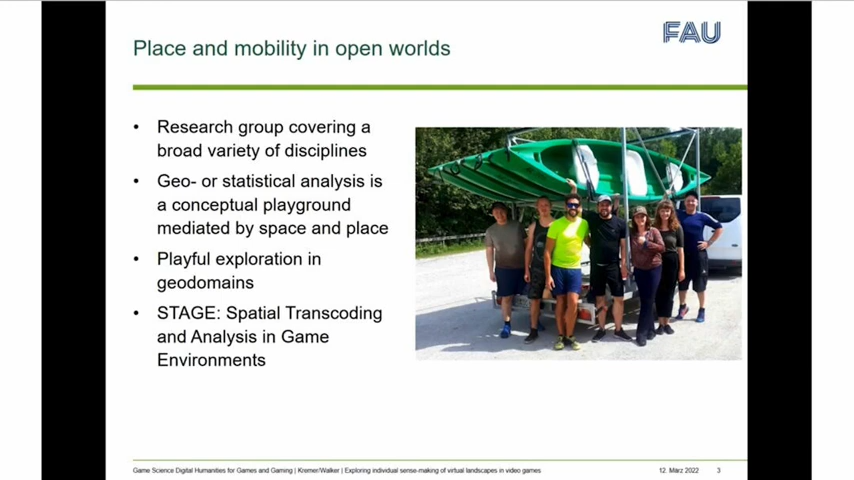 Place and mobility in open worlds
FAU
• Research group covering a
broad variety of disciplines
• Geo- or statistical analysis is
a conceptual playground
mediated by space and place
• Playful exploration in
geodomains
• STAGE: Spatial Transcoding
and Analysis in Game
Environments
Game Science Digital Humanities for Games and Gaming | Kremer/Walker | Exploring individual sense-making of virtual landscapes in video games
12. März 2022
3